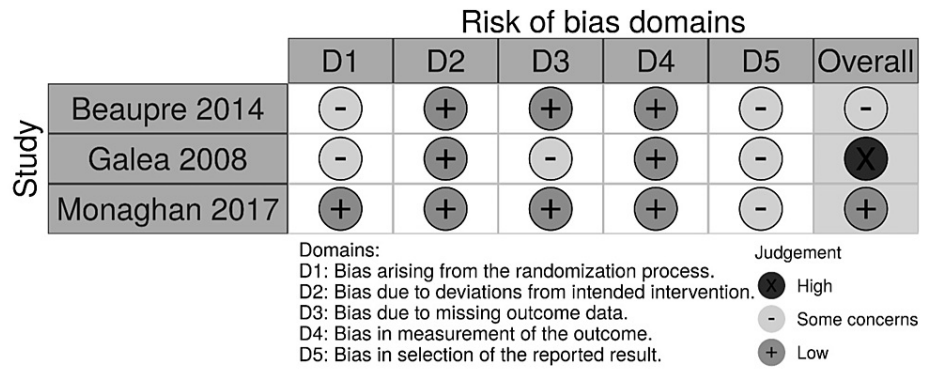 Risk of bias domains
D1 D2 D3 D4 D5 Overall
Study
Beaupre 2014 - + + + - -
Galea 2008 - + - + - X
Monaghan 2017 + + + + - +
Domains:
D1: Bias arising from the randomization process.
D2: Bias due to deviations from intended intervention.
D3: Bias due to missing outcome data.
D4: Bias in measurement of the outcome.
D5: Bias in selection of the reported result.
Judgement
X High
- Some concerns
+ Low